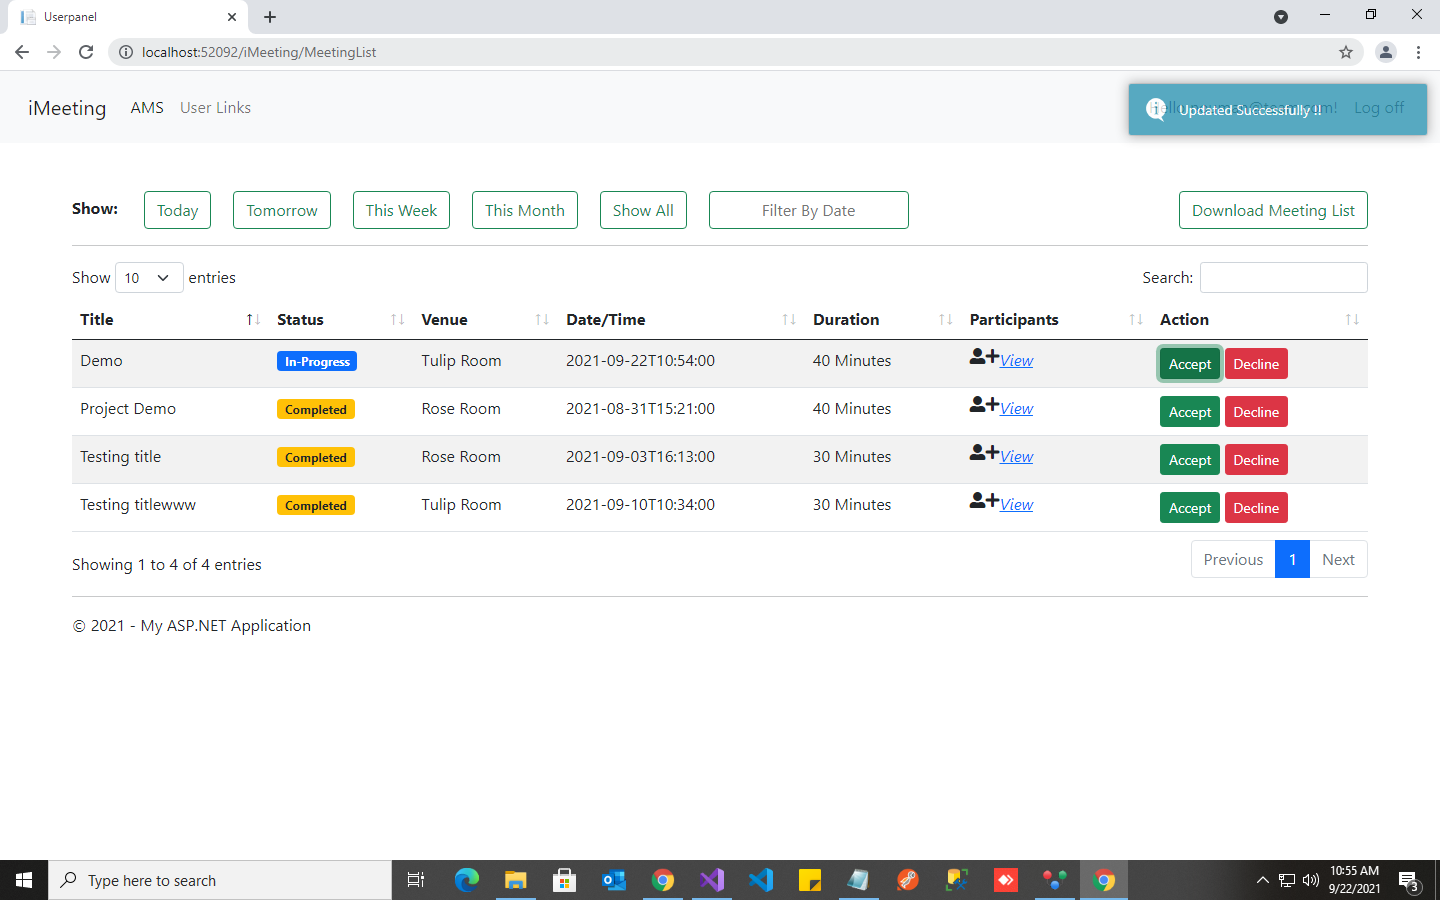 Userpanel
localhost:52092/iMeeting/MeetingList
iMeeting AMS User Links
Updated Successfully !!
Log off
Show: Today Tomorrow This Week This Month Show All Filter By Date Download Meeting List
Show 10 entries Search:
Title Status Venue Date/Time Duration Participants Action
Demo In-Progress Tulip Room 2021-09-22T10:54:00 40 Minutes View Accept Decline
Project Demo Completed Rose Room 2021-08-31T15:21:00 40 Minutes View Accept Decline
Testing title Completed Rose Room 2021-09-03T16:13:00 30 Minutes View Accept Decline
Testing titlewww Completed Tulip Room 2021-09-10T10:34:00 30 Minutes View Accept Decline
Showing 1 to 4 of 4 entries Previous 1 Next
© 2021 - My ASP.NET Application
Type here to search
10:55 AM
9/22/2021
3